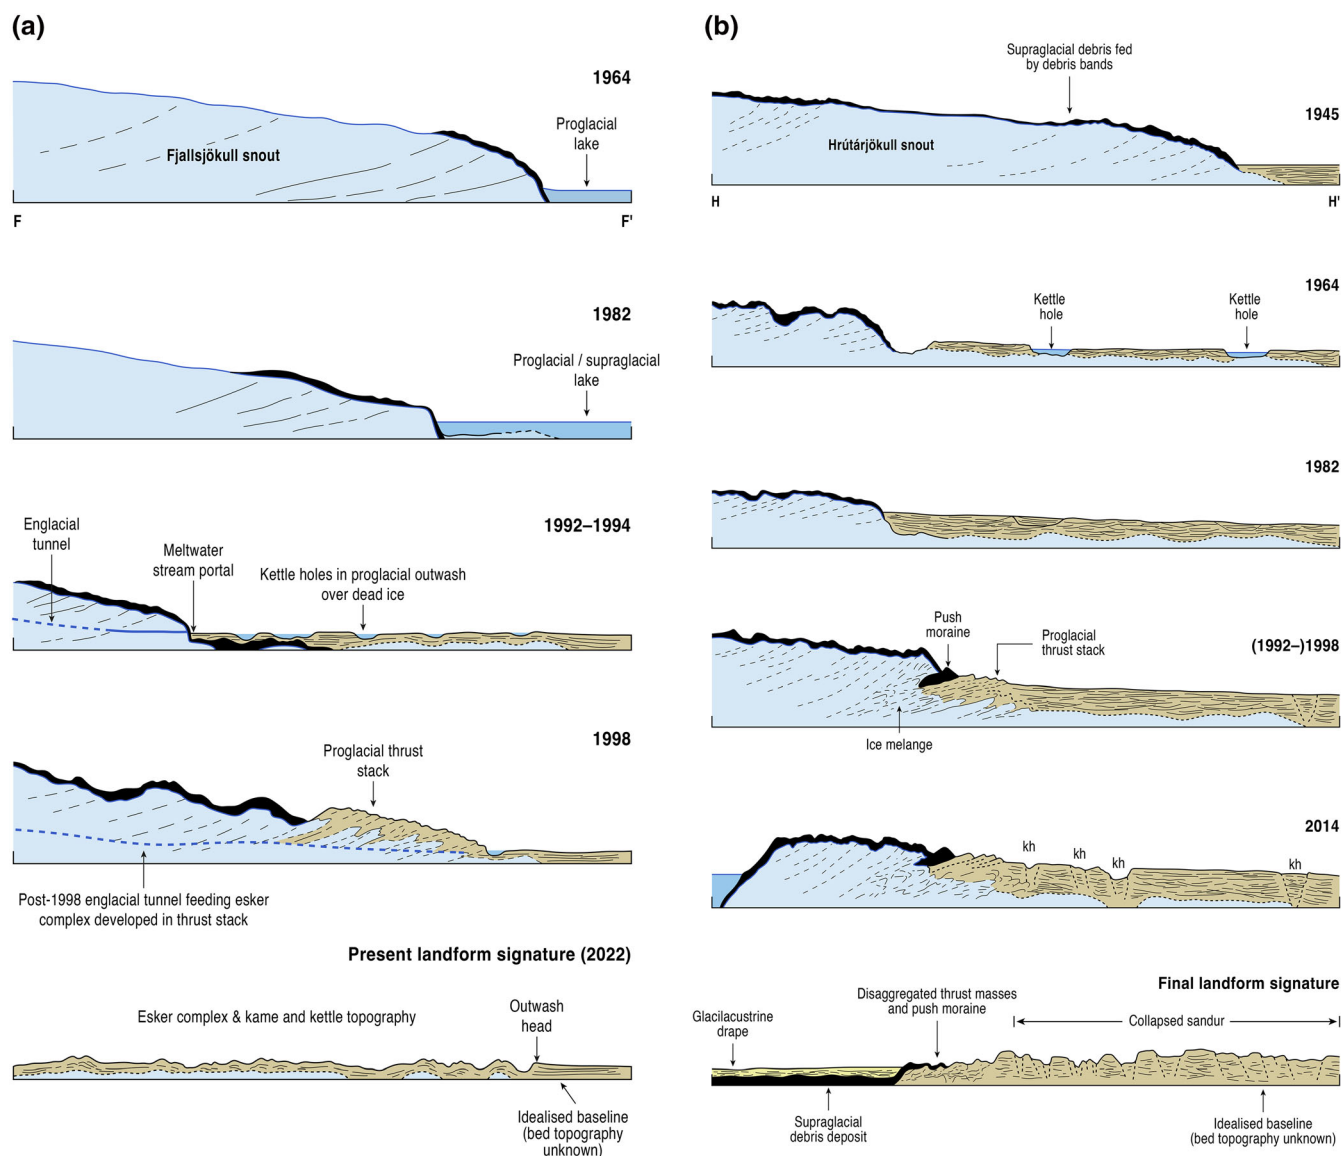 (a)
1964
Proglacial
lake
Fjallsjökull snout
F
F'
1982
Proglacial / supraglacial
lake
1992–1994
Englacial
tunnel
Meltwater
stream portal
Kettle holes in proglacial outwash
over dead ice
1998
Proglacial thrust
stack
Post-1998 englacial tunnel feeding esker
complex developed in thrust stack
Present landform signature (2022)
Esker complex & kame and kettle topography
Outwash
head
Idealised baseline
(bed topography
unknown)
(b)
Supraglacial debris fed
by debris bands
1945
Hrútárjökull snout
H
H'
1964
Kettle
hole
Kettle
hole
1982
(1992–)1998
Push
moraine
Proglacial
thrust stack
Ice melange
2014
kh
kh
kh
kh
Final landform signature
Glacilacustrine
drape
Disaggregated thrust masses
and push moraine
Collapsed sandur
Supraglacial
debris deposit
Idealised baseline
(bed topography unknown)